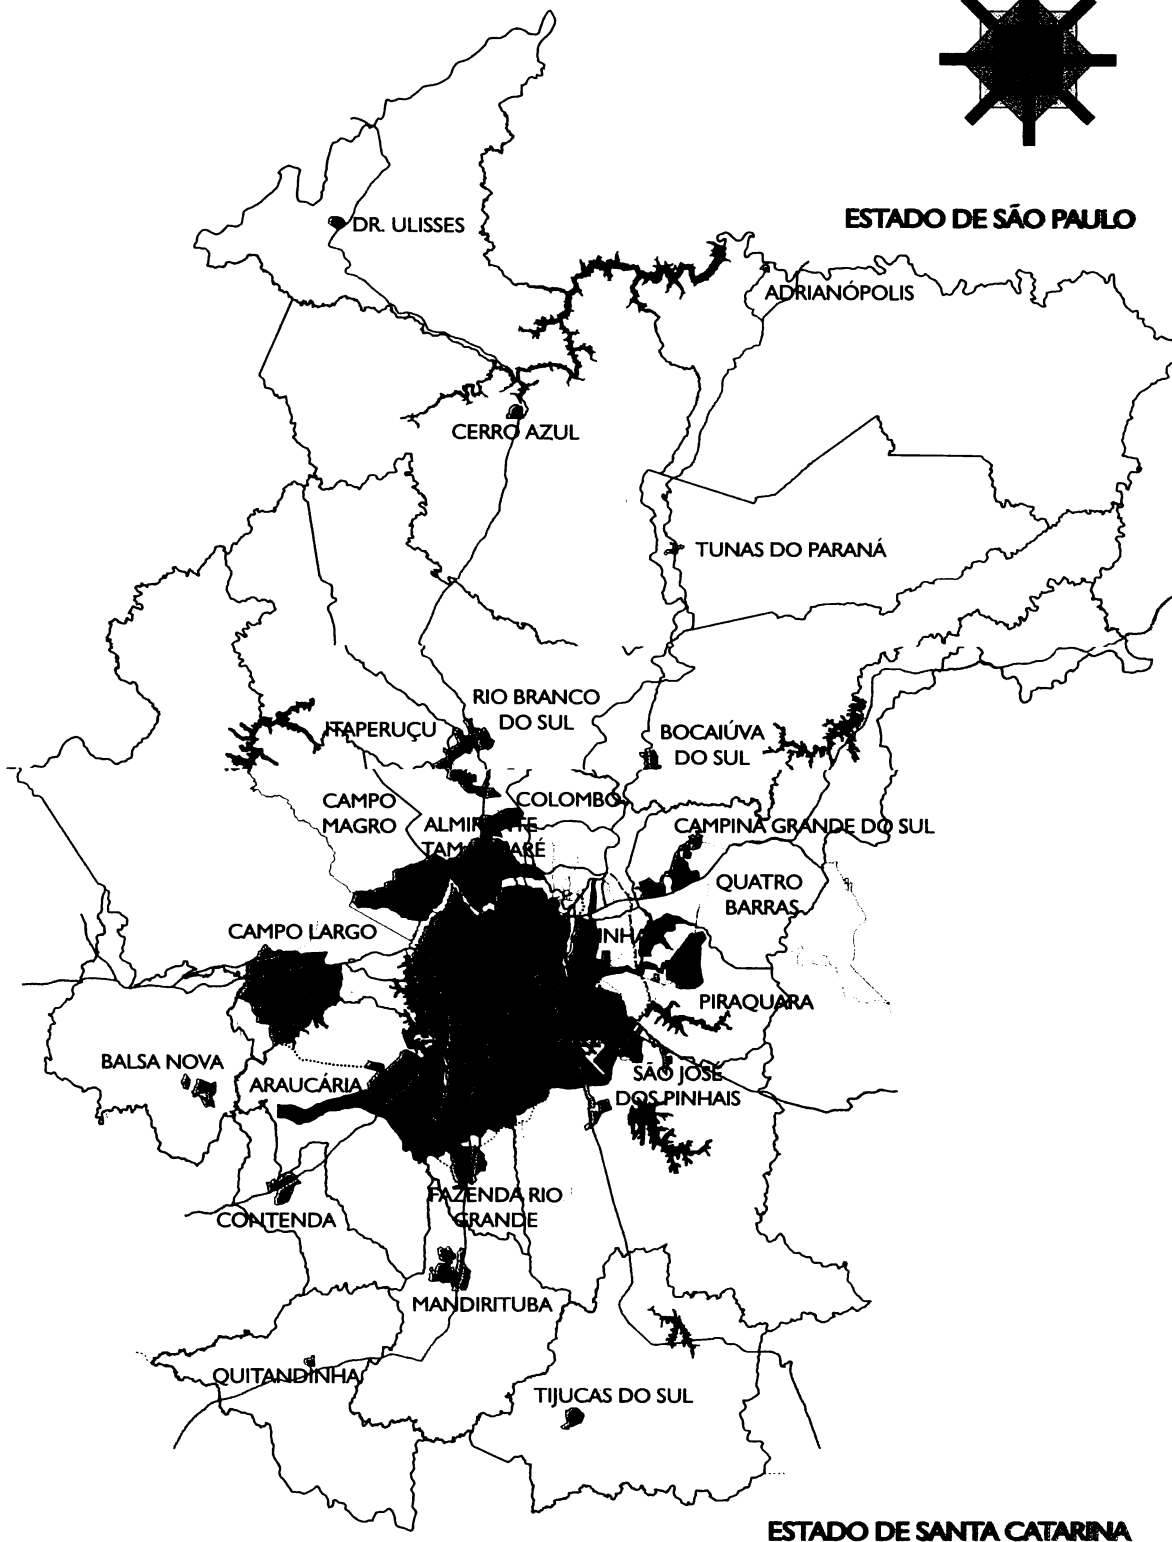 ESTADO DE SÃO PAULO
DR. ULISSES
ADRIANÓPOLIS
CERRO AZUL
TUNAS DO PARANÁ
RIO BRANCO
DO SUL
ITAPERUÇU
BOCAIÚVA
DO SUL
CAMPO
MAGRO
COLOMBO
CAMPINA GRANDE DO SUL
QUATRO
BARRAS
CAMPO LARGO
PIRAQUARA
BALSA NOVA
ARAUCÁRIA
SÃO JOSÉ
DOS PINHAIS
FAZENDA RIO
GRANDE
CONTENDA
MANDIRITUBA
QUITANDINHA
TIJUCAS DO SUL
ESTADO DE SANTA CATARINA